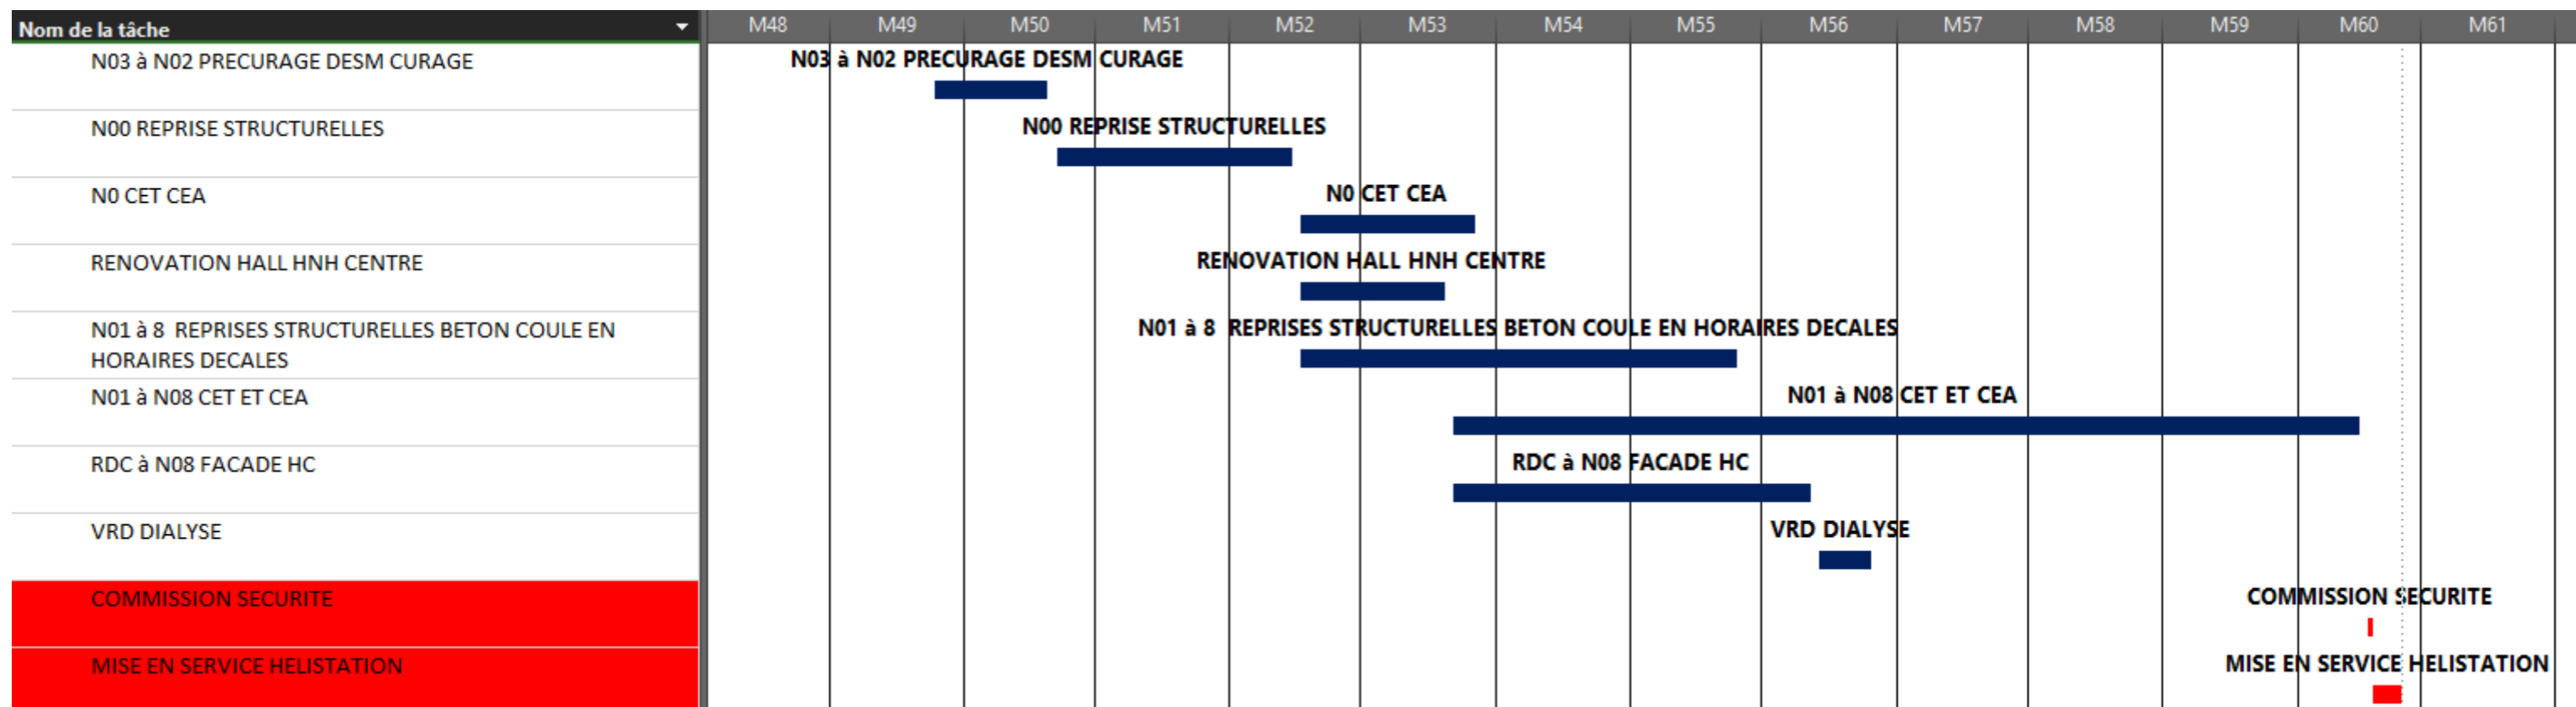 Nom de la tâche
M48 M49 M50 M51 M52 M53 M54 M55 M56 M57 M58 M59 M60 M61
N03 à N02 PRECURAGE DESM CURAGE
N03 à N02 PRECURAGE DESM CURAGE
N00 REPRISE STRUCTURELLES
N00 REPRISE STRUCTURELLES
N0 CET CEA
N0 CET CEA
RENOVATION HALL HNH CENTRE
RENOVATION HALL HNH CENTRE
N01 à 8 REPRISES STRUCTURELLES BETON COULE EN
HORAIRES DECALES
N01 à 8 REPRISES STRUCTURELLES BETON COULE EN HORAIRES DECALES
N01 à N08 CET ET CEA
N01 à N08 CET ET CEA
RDC à N08 FACADE HC
RDC à N08 FACADE HC
VRD DIALYSE
VRD DIALYSE
COMMISSION SECURITE
COMMISSION SECURITE
MISE EN SERVICE HELISTATION
MISE EN SERVICE HELISTATION